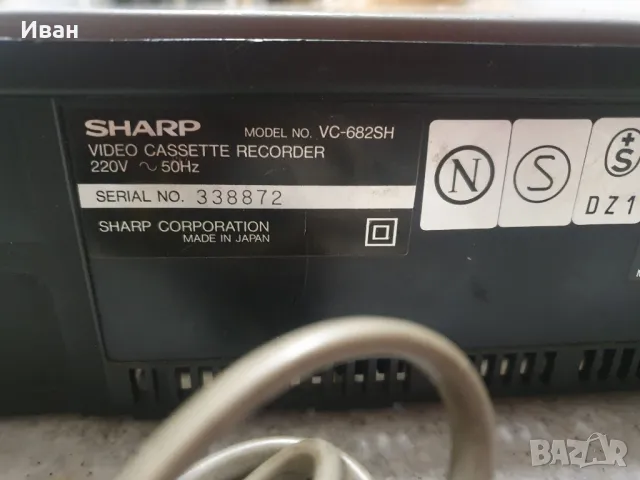 Иван
SHARP MODEL NO. VC-682SH
VIDEO CASSETTE RECORDER
220V ~ 50Hz
SERIAL NO. 338872
SHARP CORPORATION
MADE IN JAPAN
N
S
+
S
DZ1
M
BAZAR